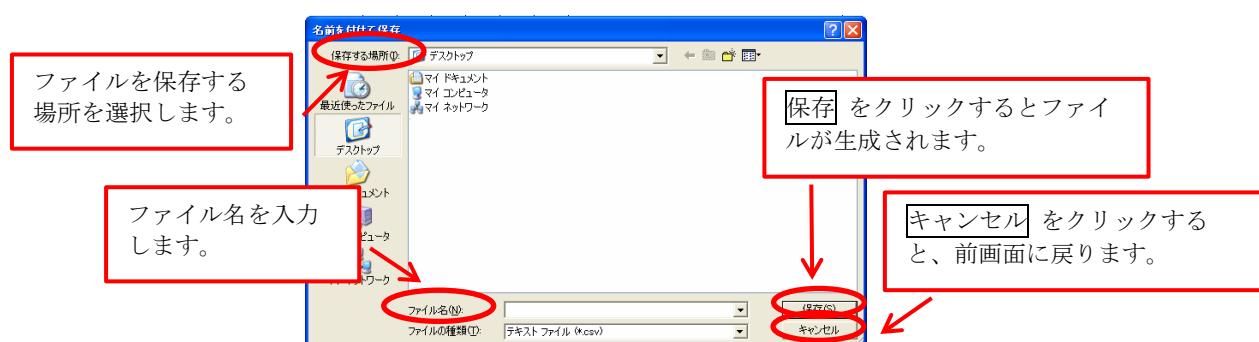 名前を付けて保存
保存する場所(I):
デスクトップ
ファイルを保存する
場所を選択します。
最近使ったファイル
デスクトップ
マイ ドキュメント
マイ コンピュータ
マイ ネットワーク
保存 をクリックするとファイ
ルが生成されます。
ファイル名を入力
します。
キャンセル をクリックする
と、前画面に戻ります。
ファイル名(N):
保存(S)
ファイルの種類(T):
テキスト ファイル (*.csv)
キャンセル